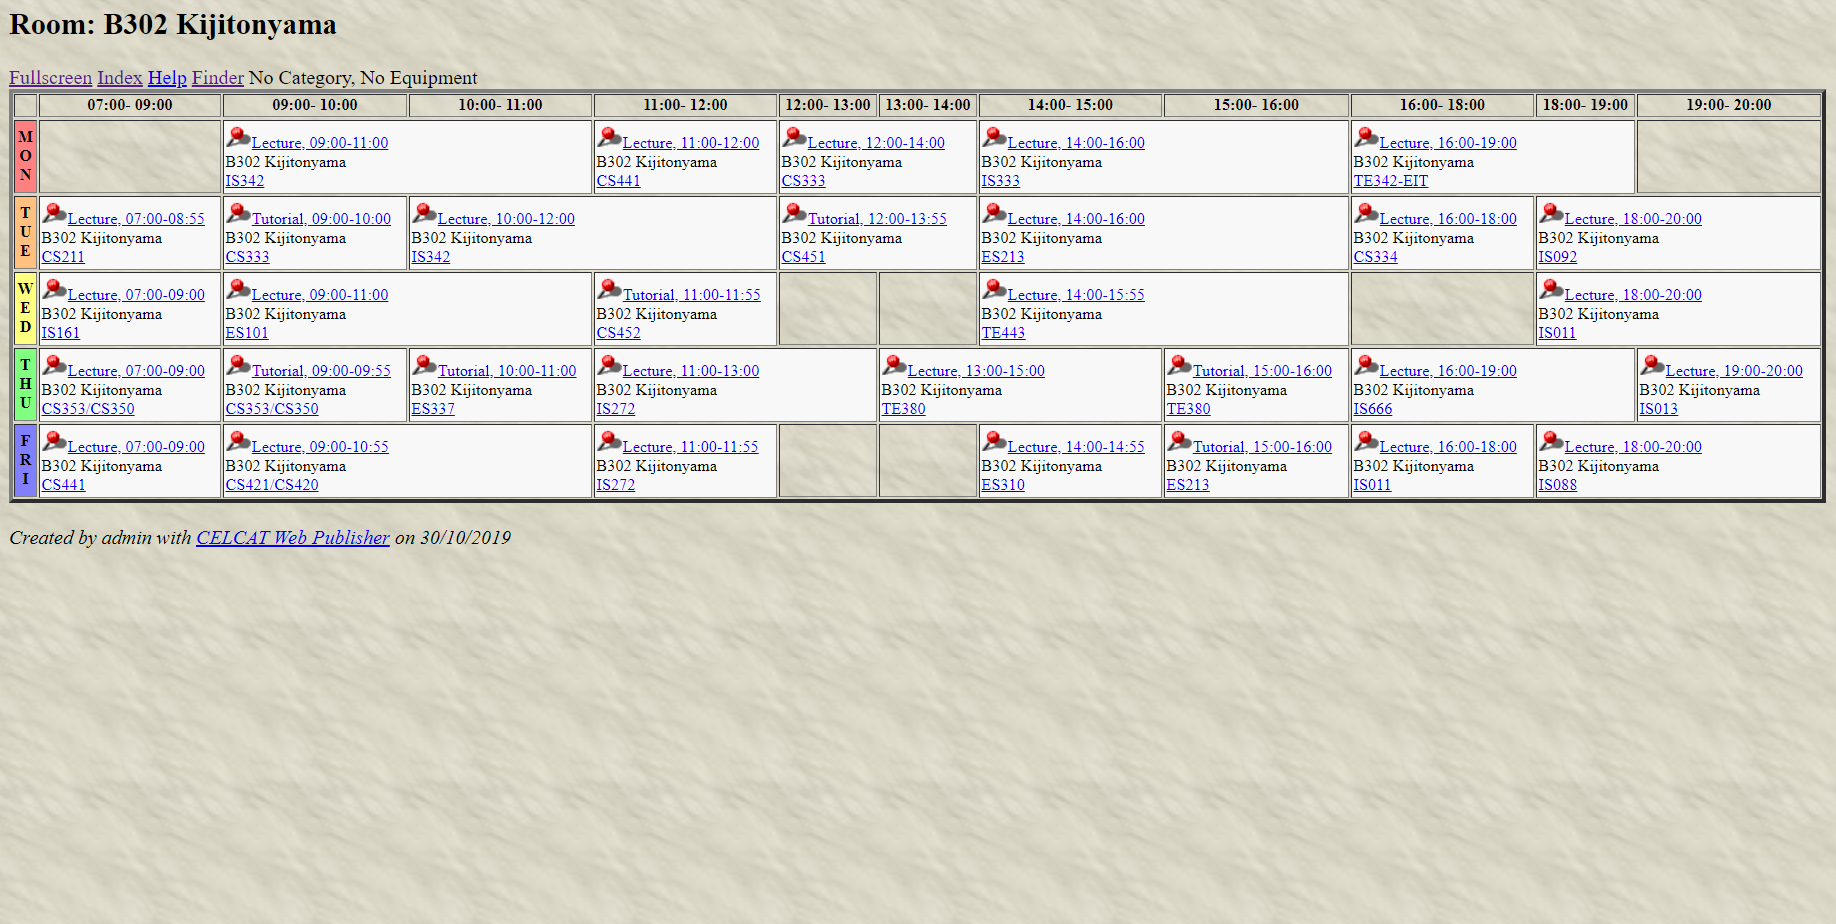 Room: B302 Kijitonyama
Fullscreen Index Help Finder No Category, No Equipment
07:00- 09:00 09:00- 10:00 10:00- 11:00 11:00- 12:00 12:00- 13:00 13:00- 14:00 14:00- 15:00 15:00- 16:00 16:00- 18:00 18:00- 19:00 19:00- 20:00
MON
Lecture, 09:00-11:00 Lecture, 11:00-12:00 Lecture, 12:00-14:00 Lecture, 14:00-16:00 Lecture, 16:00-19:00
B302 Kijitonyama B302 Kijitonyama B302 Kijitonyama B302 Kijitonyama B302 Kijitonyama
IS342 CS441 CS333 IS333 TE342-EIT
TUE
Lecture, 07:00-08:55 Tutorial, 09:00-10:00 Lecture, 10:00-12:00 Tutorial, 12:00-13:55 Lecture, 14:00-16:00 Lecture, 16:00-18:00 Lecture, 18:00-20:00
B302 Kijitonyama B302 Kijitonyama B302 Kijitonyama B302 Kijitonyama B302 Kijitonyama B302 Kijitonyama B302 Kijitonyama
CS211 CS333 IS342 CS451 ES213 CS334 IS092
WED
Lecture, 07:00-09:00 Lecture, 09:00-11:00 Tutorial, 11:00-11:55 Lecture, 14:00-15:55 Lecture, 18:00-20:00
B302 Kijitonyama B302 Kijitonyama B302 Kijitonyama B302 Kijitonyama B302 Kijitonyama
IS161 ES101 CS452 TE443 IS011
THU
Lecture, 07:00-09:00 Tutorial, 09:00-09:55 Tutorial, 10:00-11:00 Lecture, 11:00-13:00 Lecture, 13:00-15:00 Tutorial, 15:00-16:00 Lecture, 16:00-19:00 Lecture, 19:00-20:00
B302 Kijitonyama B302 Kijitonyama B302 Kijitonyama B302 Kijitonyama B302 Kijitonyama B302 Kijitonyama B302 Kijitonyama B302 Kijitonyama
CS353/CS350 CS353/CS350 ES337 IS272 TE380 TE380 IS666 IS013
FRI
Lecture, 07:00-09:00 Lecture, 09:00-10:55 Lecture, 11:00-11:55 Lecture, 14:00-14:55 Tutorial, 15:00-16:00 Lecture, 16:00-18:00 Lecture, 18:00-20:00
B302 Kijitonyama B302 Kijitonyama B302 Kijitonyama B302 Kijitonyama B302 Kijitonyama B302 Kijitonyama B302 Kijitonyama
CS441 CS421/CS420 IS272 ES310 ES213 IS011 IS088
Created by admin with CELCAT Web Publisher on 30/10/2019